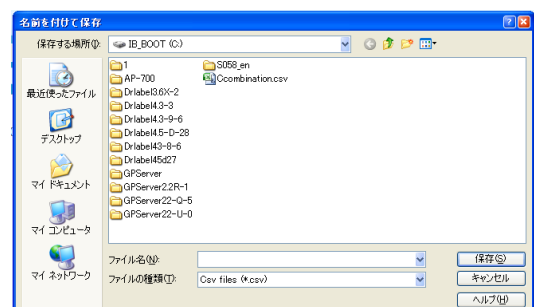 名前を付けて保存
保存する場所(I):
IB_BOOT (C:)
最近使ったファイル
デスクトップ
マイ ドキュメント
マイ コンピュータ
マイ ネットワーク
1
AP-700
Drlabel3.6X-2
Drlabel4.3-3
Drlabel4.3-9-6
Drlabel4.5-D-28
Drlabel43-8-6
Drlabel45d27
GPServer
GPServer2.2R-1
GPServer22-Q-5
GPServer22-U-0
S058_en
Ccombination.csv
ファイル名(N):
保存(S)
ファイルの種類(T):
Csv files (*.csv)
キャンセル
ヘルプ(H)